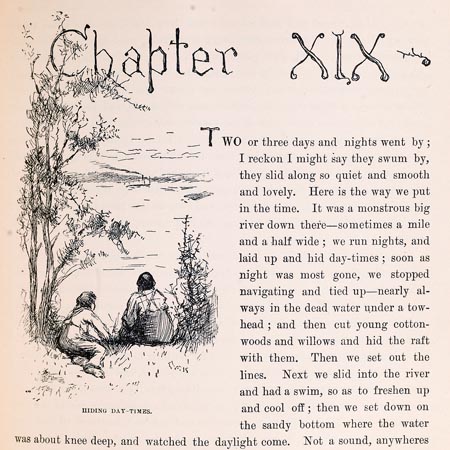 Chapter XIX
TWO or three days and nights went by;
I reckon I might say they swum by,
they slid along so quiet and smooth
and lovely. Here is the way we put
in the time. It was a monstrous big
river down there—sometimes a mile
and a half wide; we run nights, and
laid up and hid day-times; soon as
night was most gone, we stopped
navigating and tied up—nearly al-
ways in the dead water under a tow-
head; and then cut young cotton-
woods and willows and hid the raft
with them. Then we set out the
lines. Next we slid into the river
and had a swim, so as to freshen up
and cool off; then we set down on
the sandy bottom where the water
was about knee deep, and watched the daylight come. Not a sound, anywheres
HIDING DAY-TIMES.